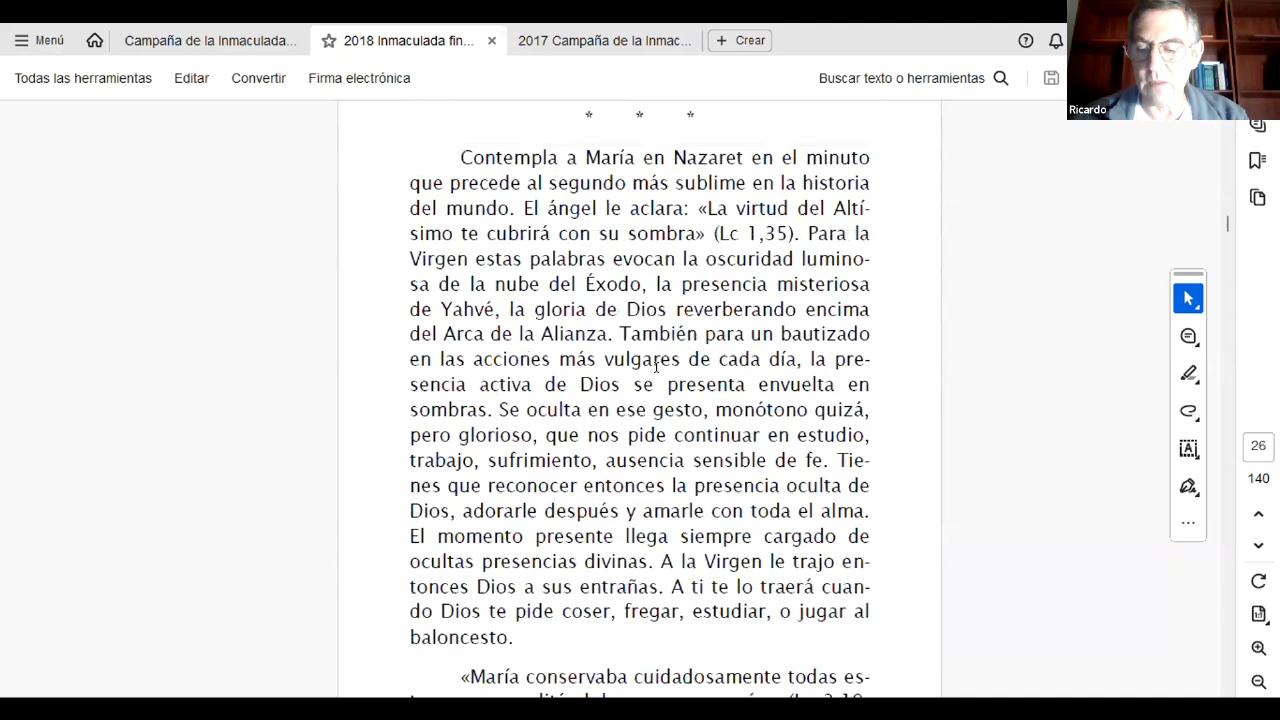 Menú
Campaña de la Inmaculada...
2018 Inmaculada fin...
2017 Campaña de la Inmac...
Crear
Todas las herramientas
Editar
Convertir
Firma electrónica
Buscar texto o herramientas
Ricardo
* * *
Contempla a María en Nazaret en el minuto
que precede al segundo más sublime en la historia
del mundo. El ángel le aclara: «La virtud del Altí-
simo te cubrirá con su sombra» (Lc 1,35). Para la
Virgen estas palabras evocan la oscuridad lumino-
sa de la nube del Éxodo, la presencia misteriosa
de Yahvé, la gloria de Dios reverberando encima
del Arca de la Alianza. También para un bautizado
en las acciones más vulgares de cada día, la pre-
sencia activa de Dios se presenta envuelta en
sombras. Se oculta en ese gesto, monótono quizá,
pero glorioso, que nos pide continuar en estudio,
trabajo, sufrimiento, ausencia sensible de fe. Tie-
nes que reconocer entonces la presencia oculta de
Dios, adorarle después y amarle con toda el alma.
El momento presente llega siempre cargado de
ocultas presencias divinas. A la Virgen le trajo en-
tonces Dios a sus entrañas. A ti te lo traerá cuan-
do Dios te pide coser, fregar, estudiar, o jugar al
baloncesto.
«María conservaba cuidadosamente todas es-
26
140